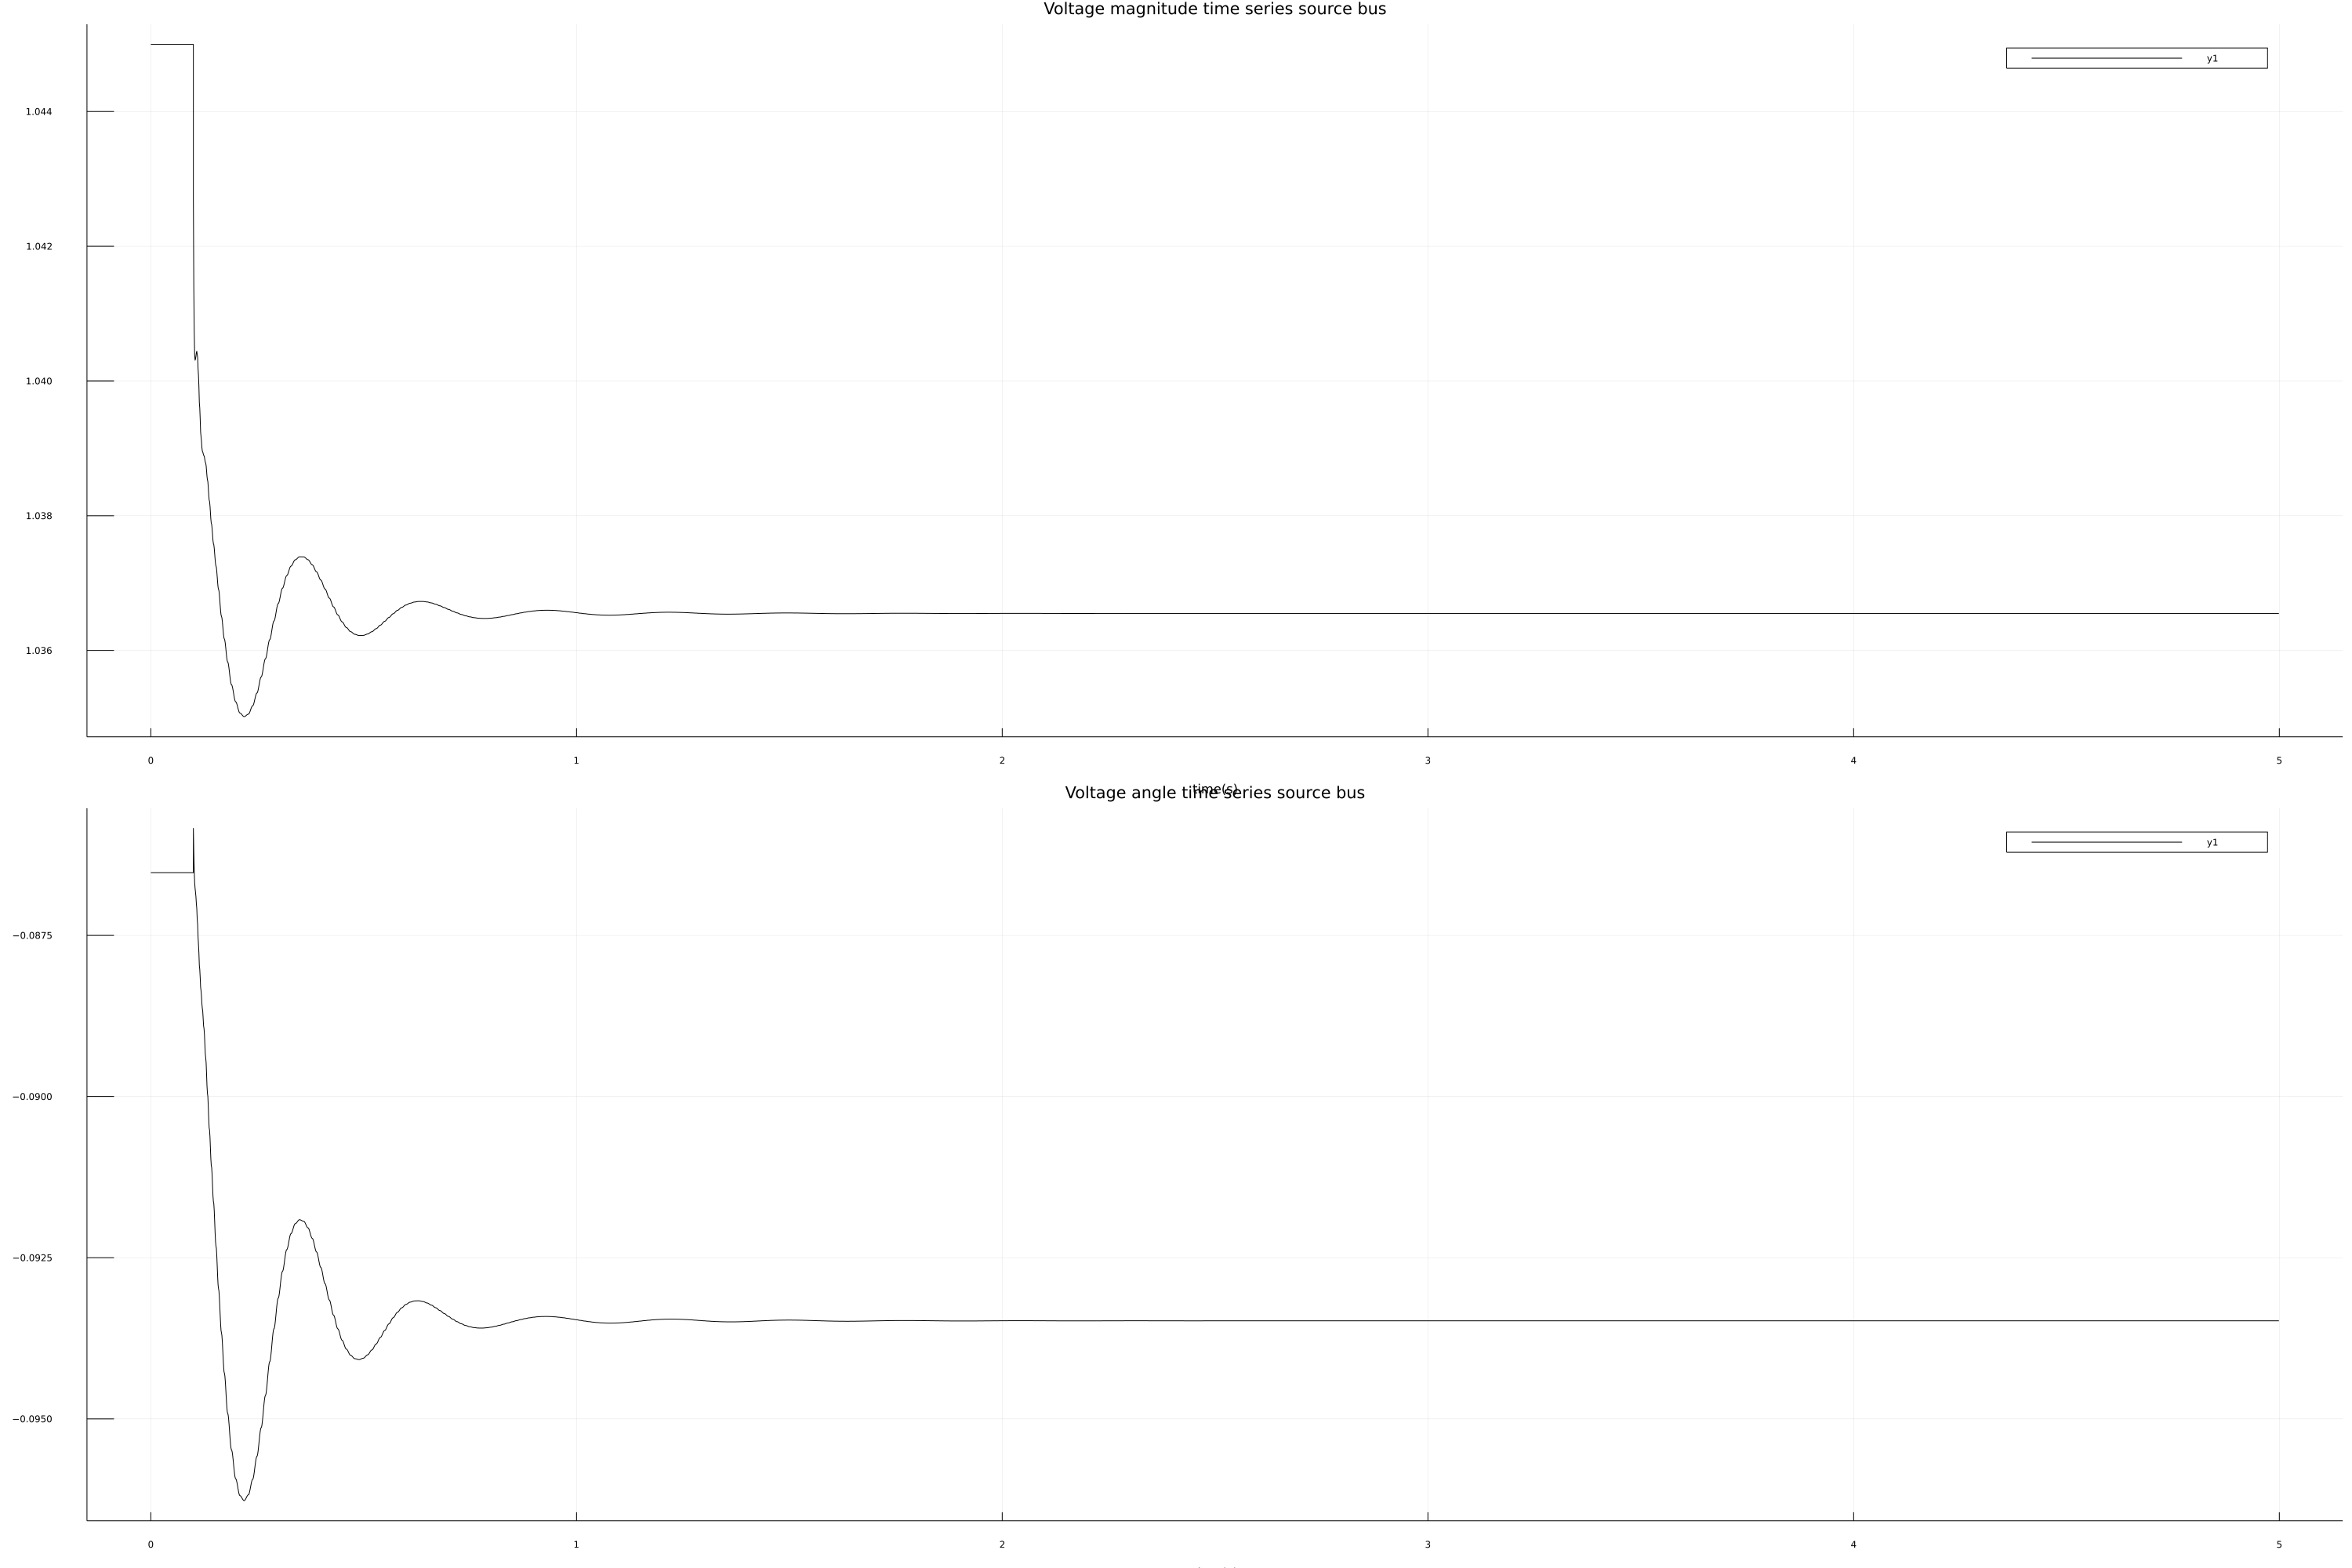 Voltage magnitude time series source bus
y1
1.044
1.042
1.040
1.038
1.036
0 1 2 3 4 5
time(s)
Voltage angle time series source bus
y1
−0.0875
−0.0900
−0.0925
−0.0950
0 1 2 3 4 5